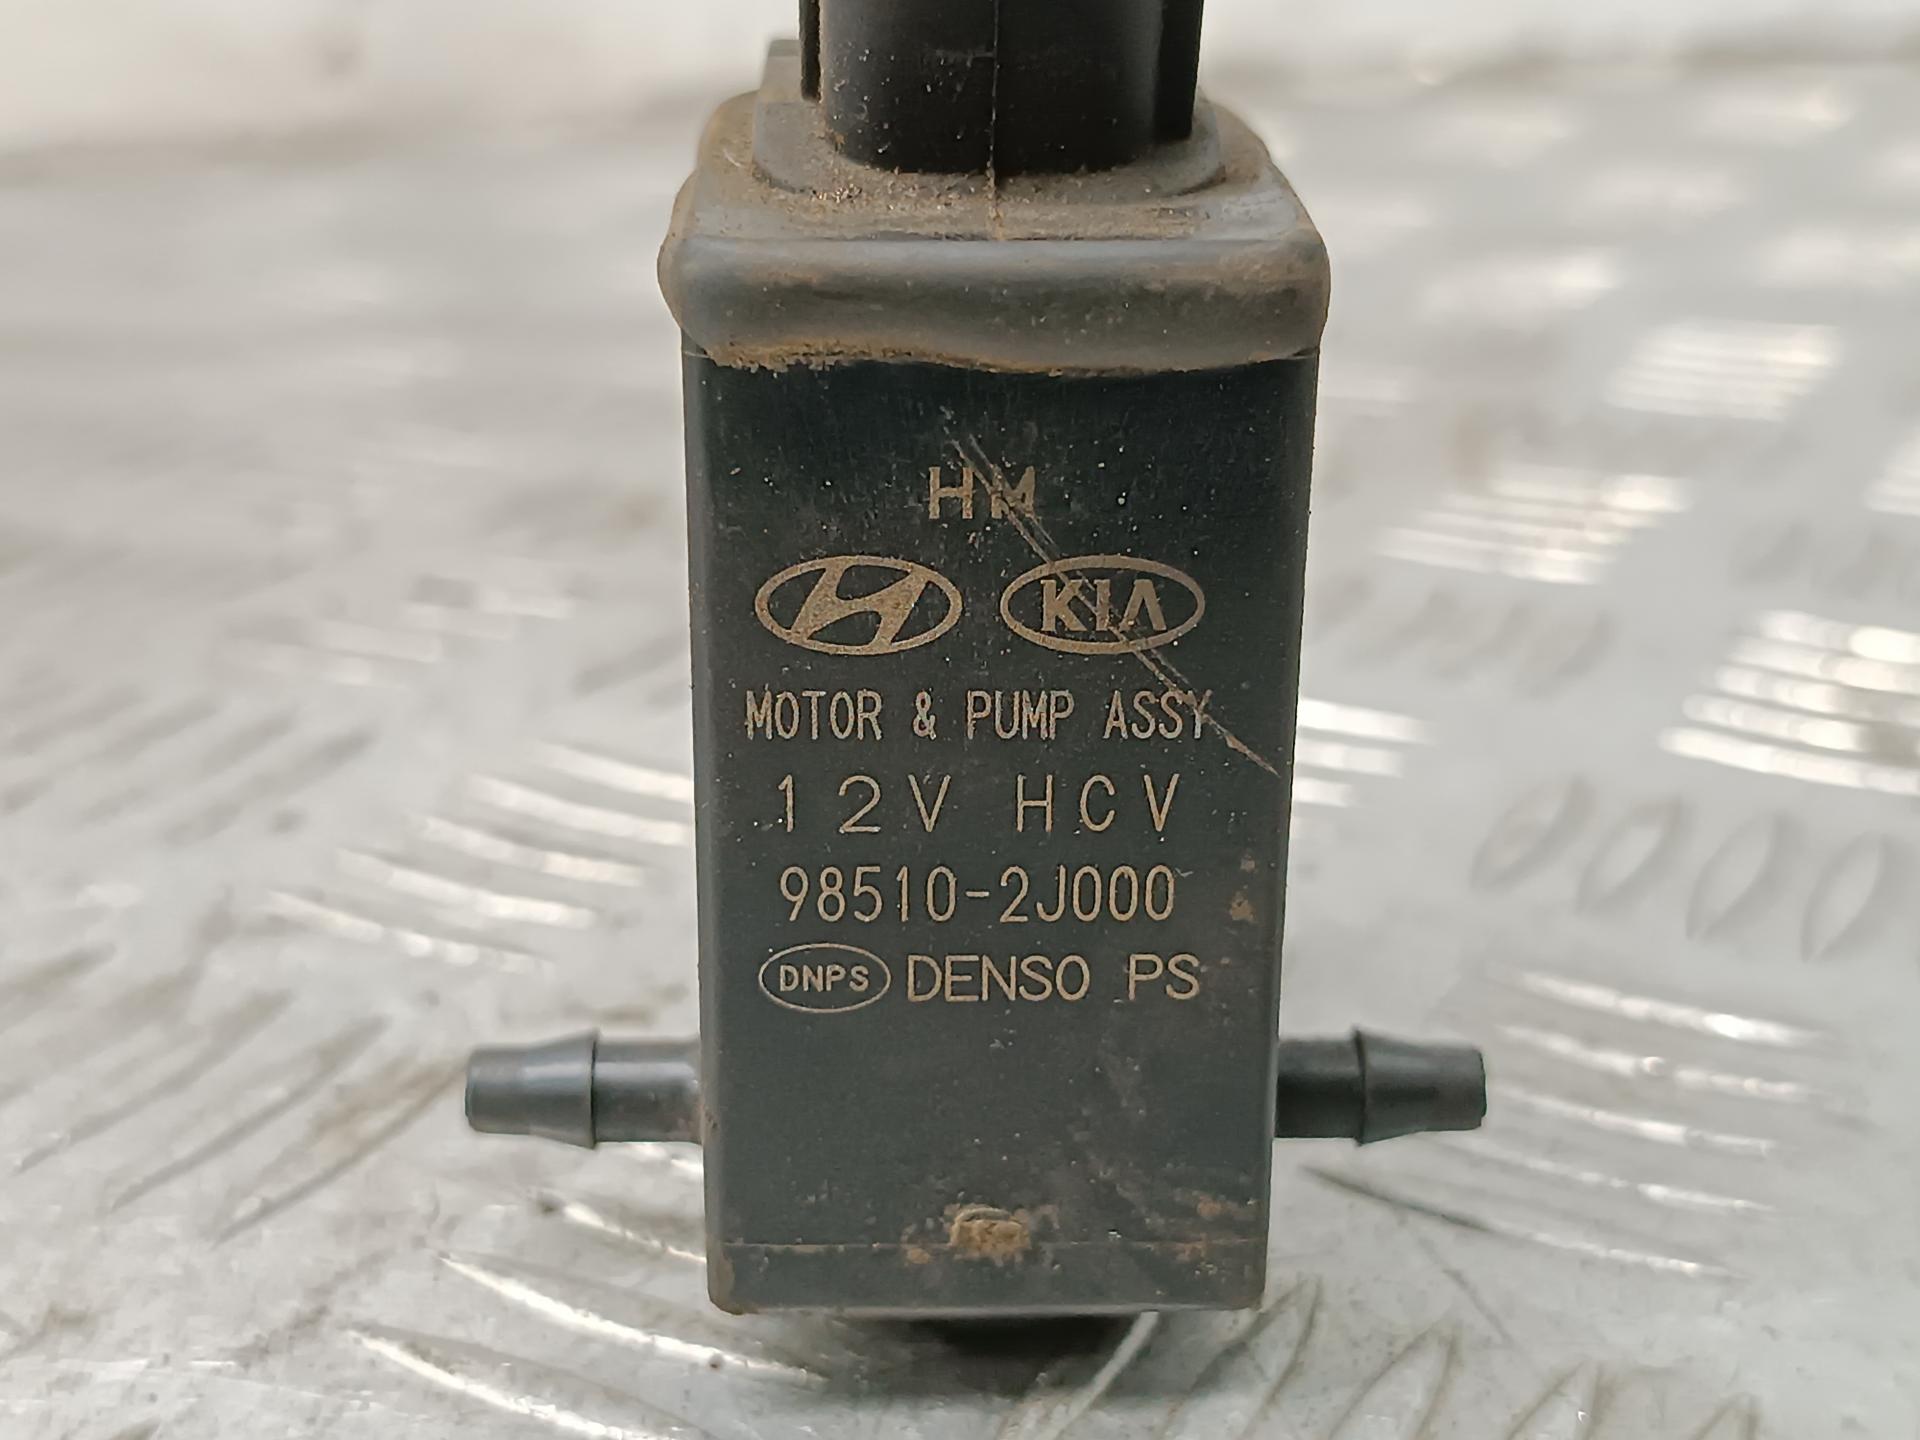 HM
KIA
MOTOR & PUMP ASSY
12V HCV
98510-2J000
DNPS DENSO PS